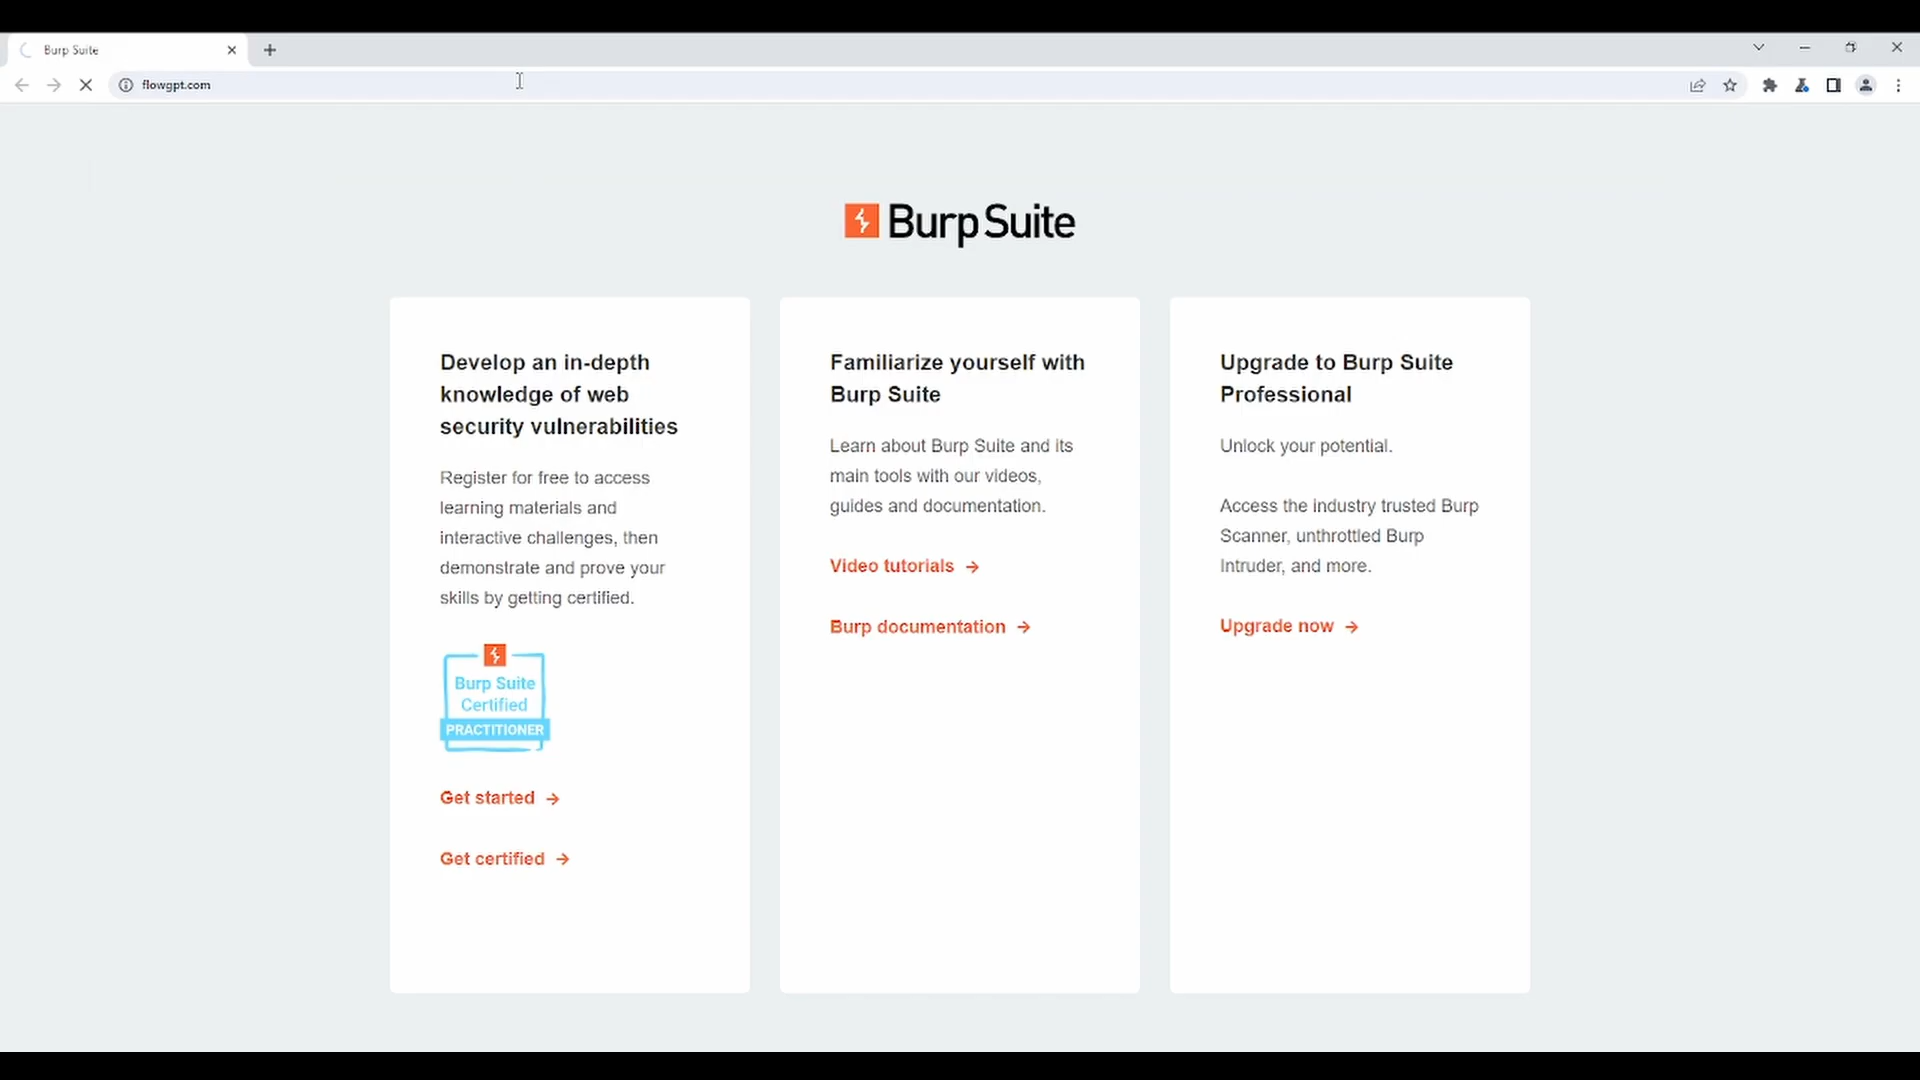 Burp Suite
flowgpt.com
Burp Suite
Develop an in-depth
knowledge of web
security vulnerabilities
Register for free to access
learning materials and
interactive challenges, then
demonstrate and prove your
skills by getting certified.
Burp Suite
Certified
PRACTITIONER
Get started
Get certified
Familiarize yourself with
Burp Suite
Learn about Burp Suite and its
main tools with our videos,
guides and documentation.
Video tutorials
Burp documentation
Upgrade to Burp Suite
Professional
Unlock your potential.
Access the industry trusted Burp
Scanner, unthrottled Burp
Intruder, and more.
Upgrade now